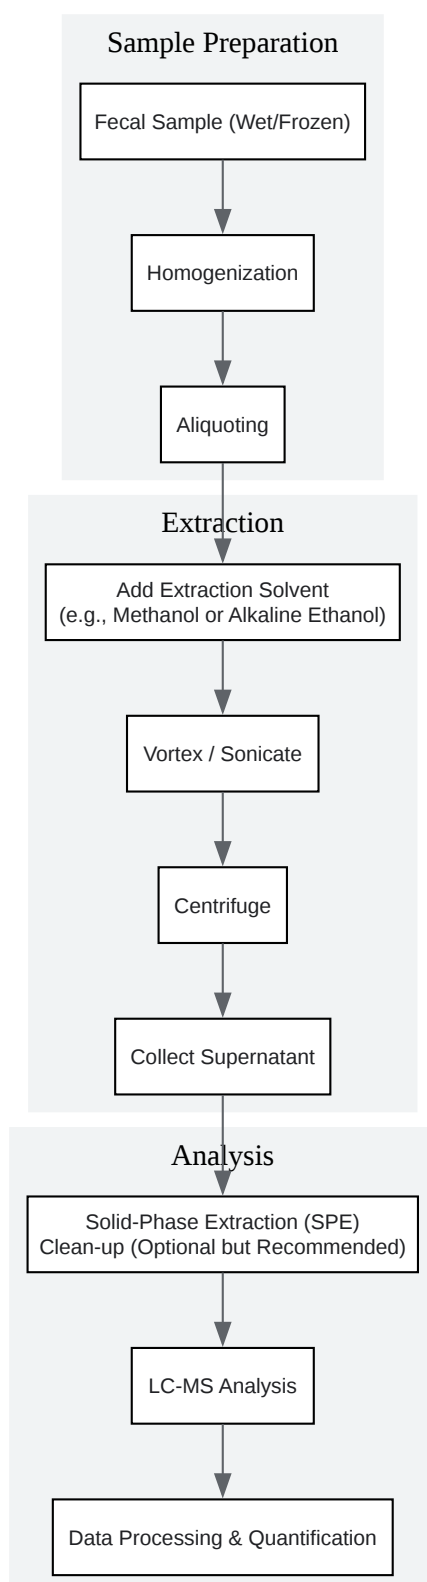 Sample Preparation
Fecal Sample (Wet/Frozen)
Homogenization
Aliquoting
Extraction
Add Extraction Solvent
(e.g., Methanol or Alkaline Ethanol)
Vortex / Sonicate
Centrifuge
Collect Supernatant
Analysis
Solid-Phase Extraction (SPE)
Clean-up (Optional but Recommended)
LC-MS Analysis
Data Processing & Quantification